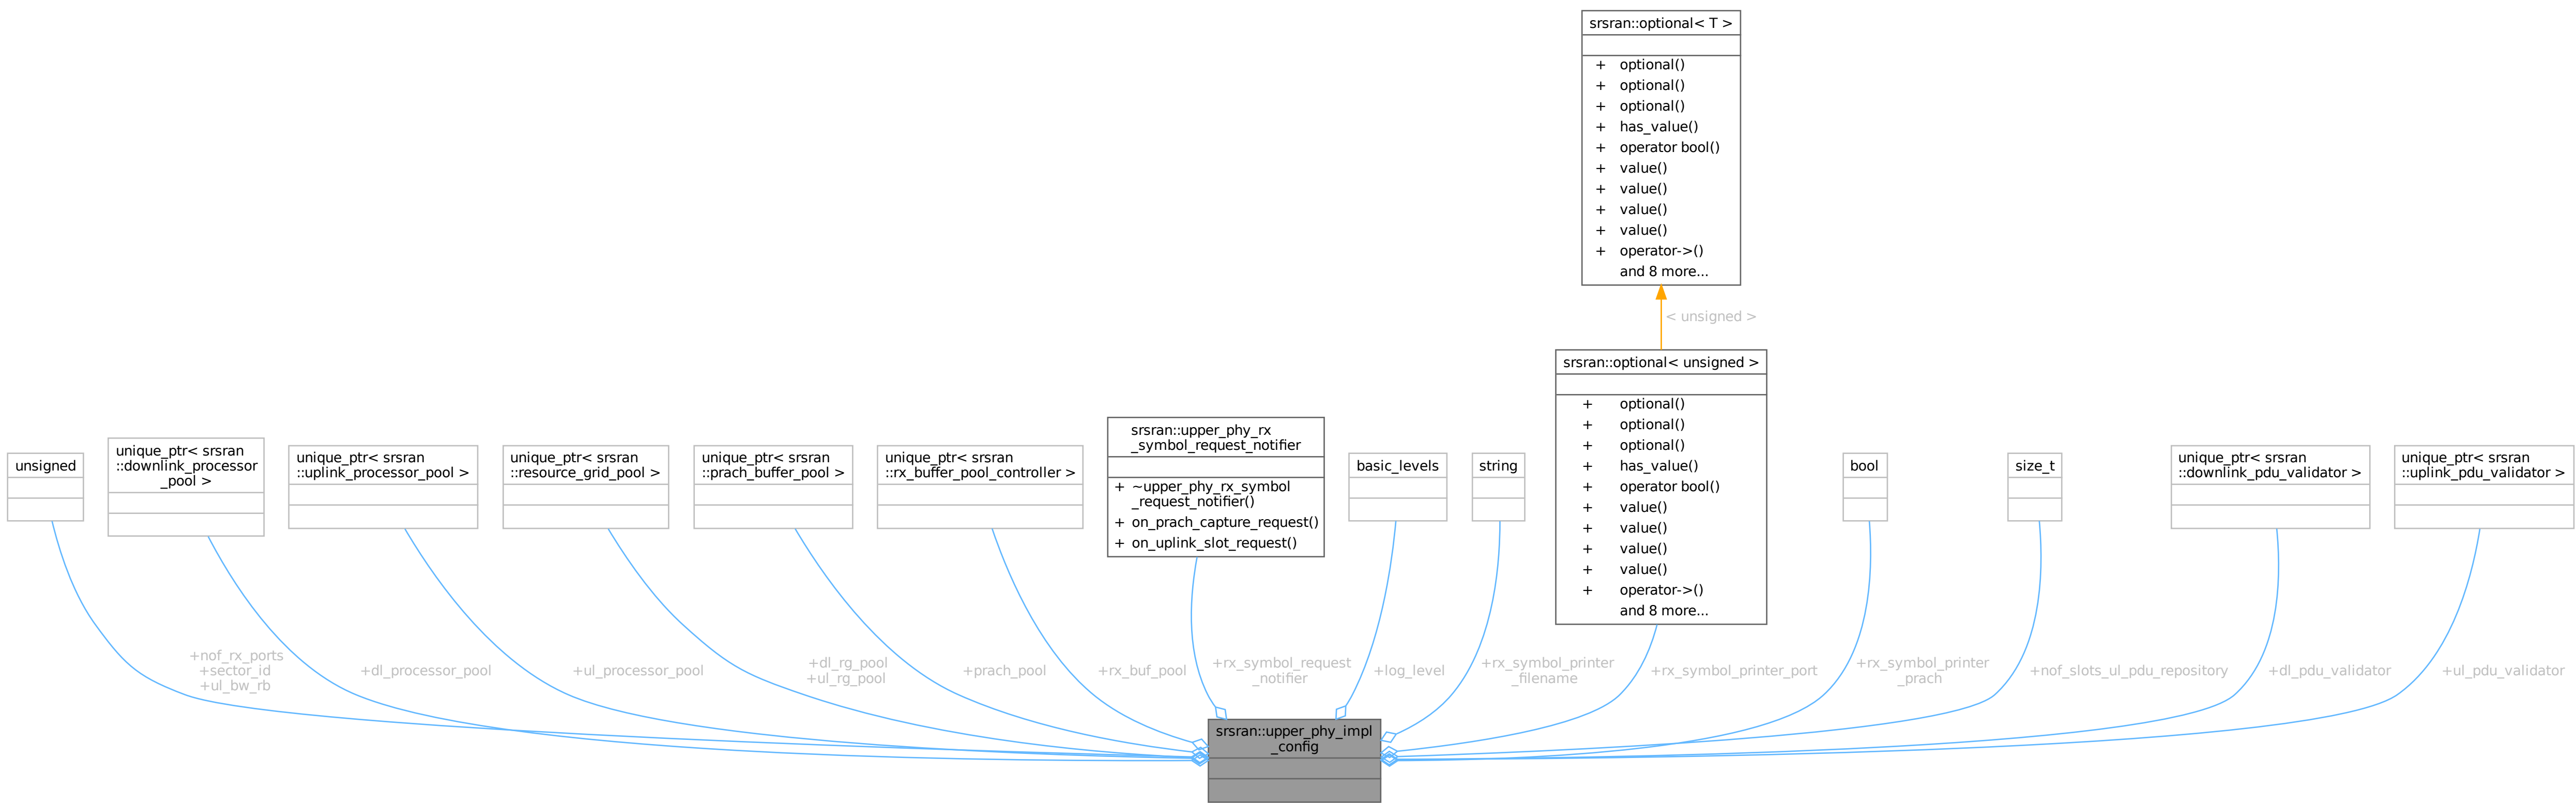 srsran::optional< T >
+ optional()
+ optional()
+ optional()
+ has_value()
+ operator bool()
+ value()
+ value()
+ value()
+ value()
+ operator->()
and 8 more...
< unsigned >
srsran::optional< unsigned >
+ optional()
+ optional()
+ optional()
+ has_value()
+ operator bool()
+ value()
+ value()
+ value()
+ value()
+ operator->()
and 8 more...
unsigned
unique_ptr< srsran
::downlink_processor
_pool >
unique_ptr< srsran
::uplink_processor_pool >
unique_ptr< srsran
::resource_grid_pool >
unique_ptr< srsran
::prach_buffer_pool >
unique_ptr< srsran
::rx_buffer_pool_controller >
srsran::upper_phy_rx
_symbol_request_notifier
+ ~upper_phy_rx_symbol
_request_notifier()
+ on_prach_capture_request()
+ on_uplink_slot_request()
basic_levels
string
bool
size_t
unique_ptr< srsran
::downlink_pdu_validator >
unique_ptr< srsran
::uplink_pdu_validator >
+nof_rx_ports
+sector_id
+ul_bw_rb
+dl_processor_pool
+ul_processor_pool
+dl_rg_pool
+ul_rg_pool
+prach_pool
+rx_buf_pool
+rx_symbol_request
_notifier
+log_level
+rx_symbol_printer
_filename
+rx_symbol_printer_port
+rx_symbol_printer
_prach
+nof_slots_ul_pdu_repository
+dl_pdu_validator
+ul_pdu_validator
srsran::upper_phy_impl
_config